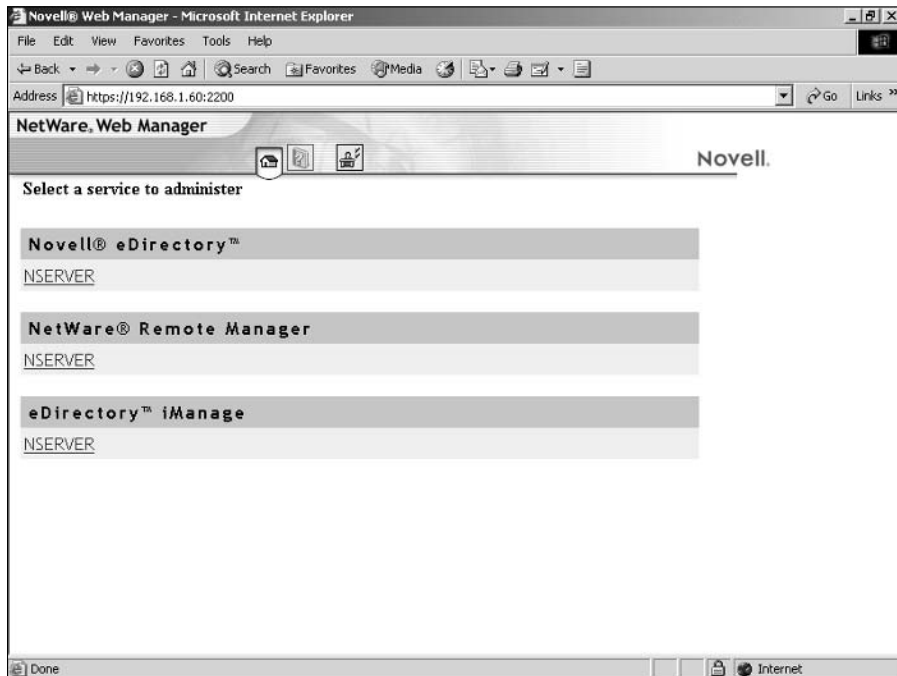 Novell® Web Manager - Microsoft Internet Explorer
File Edit View Favorites Tools Help
Back Search Favorites Media
Address https://192.168.1.60:2200 Go Links »
NetWare® Web Manager
Novell.
Select a service to administer
Novell® eDirectory™
NSERVER
NetWare® Remote Manager
NSERVER
eDirectory™ iManage
NSERVER
Done Internet